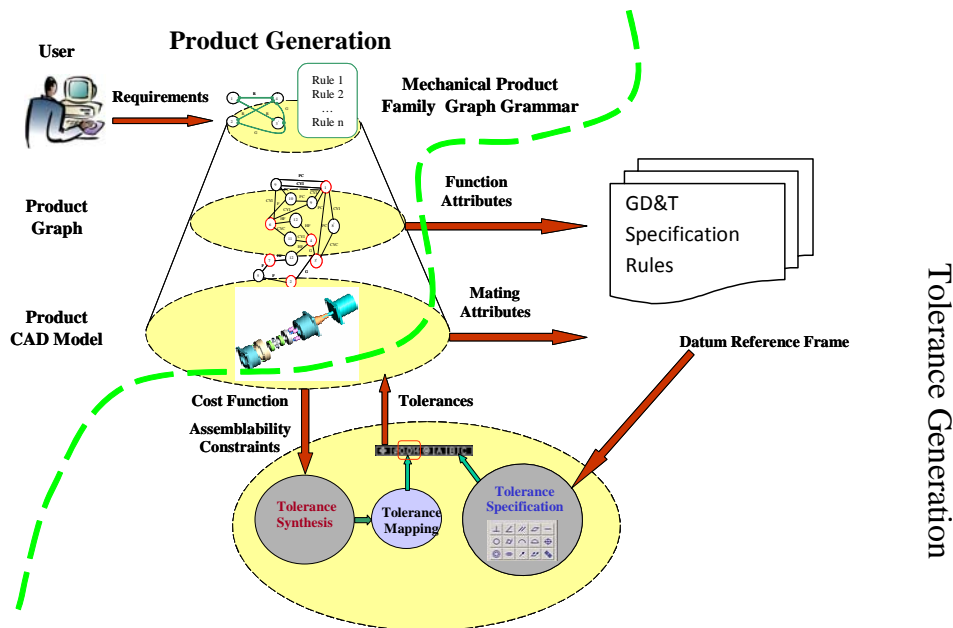 Product Generation
User
Requirements
Rule 1
Rule 2
...
Rule n
Mechanical Product
Family Graph Grammar
Product
Graph
Function
Attributes
GD&T
Specification
Rules
Product
CAD Model
Mating
Attributes
Datum Reference Frame
Cost Function
Tolerances
Assemblability
Constraints
Tolerance
Synthesis
Tolerance
Mapping
Tolerance
Specification
Tolerance Generation